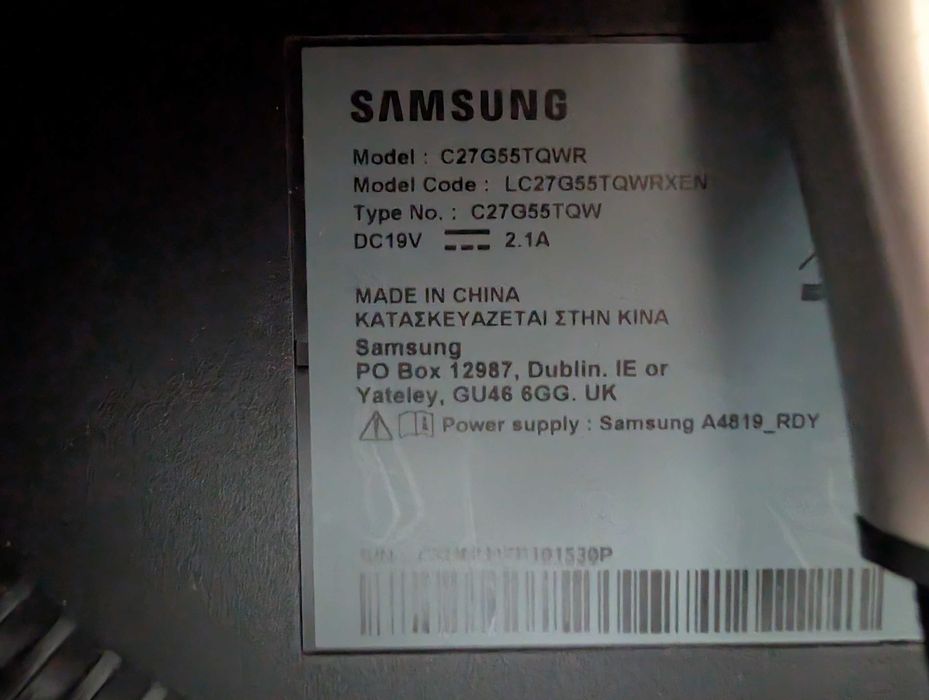 SAMSUNG
Model : C27G55TQWR
Model Code : LC27G55TQWRXEN
Type No. : C27G55TQW
DC19V 2.1A
MADE IN CHINA
ΚΑΤΑΣΚΕΥΑΖΕΤΑΙ ΣΤΗΝ ΚΙΝΑ
Samsung
PO Box 12987, Dublin. IE or
Yateley, GU46 6GG. UK
Power supply : Samsung A4819_RDY